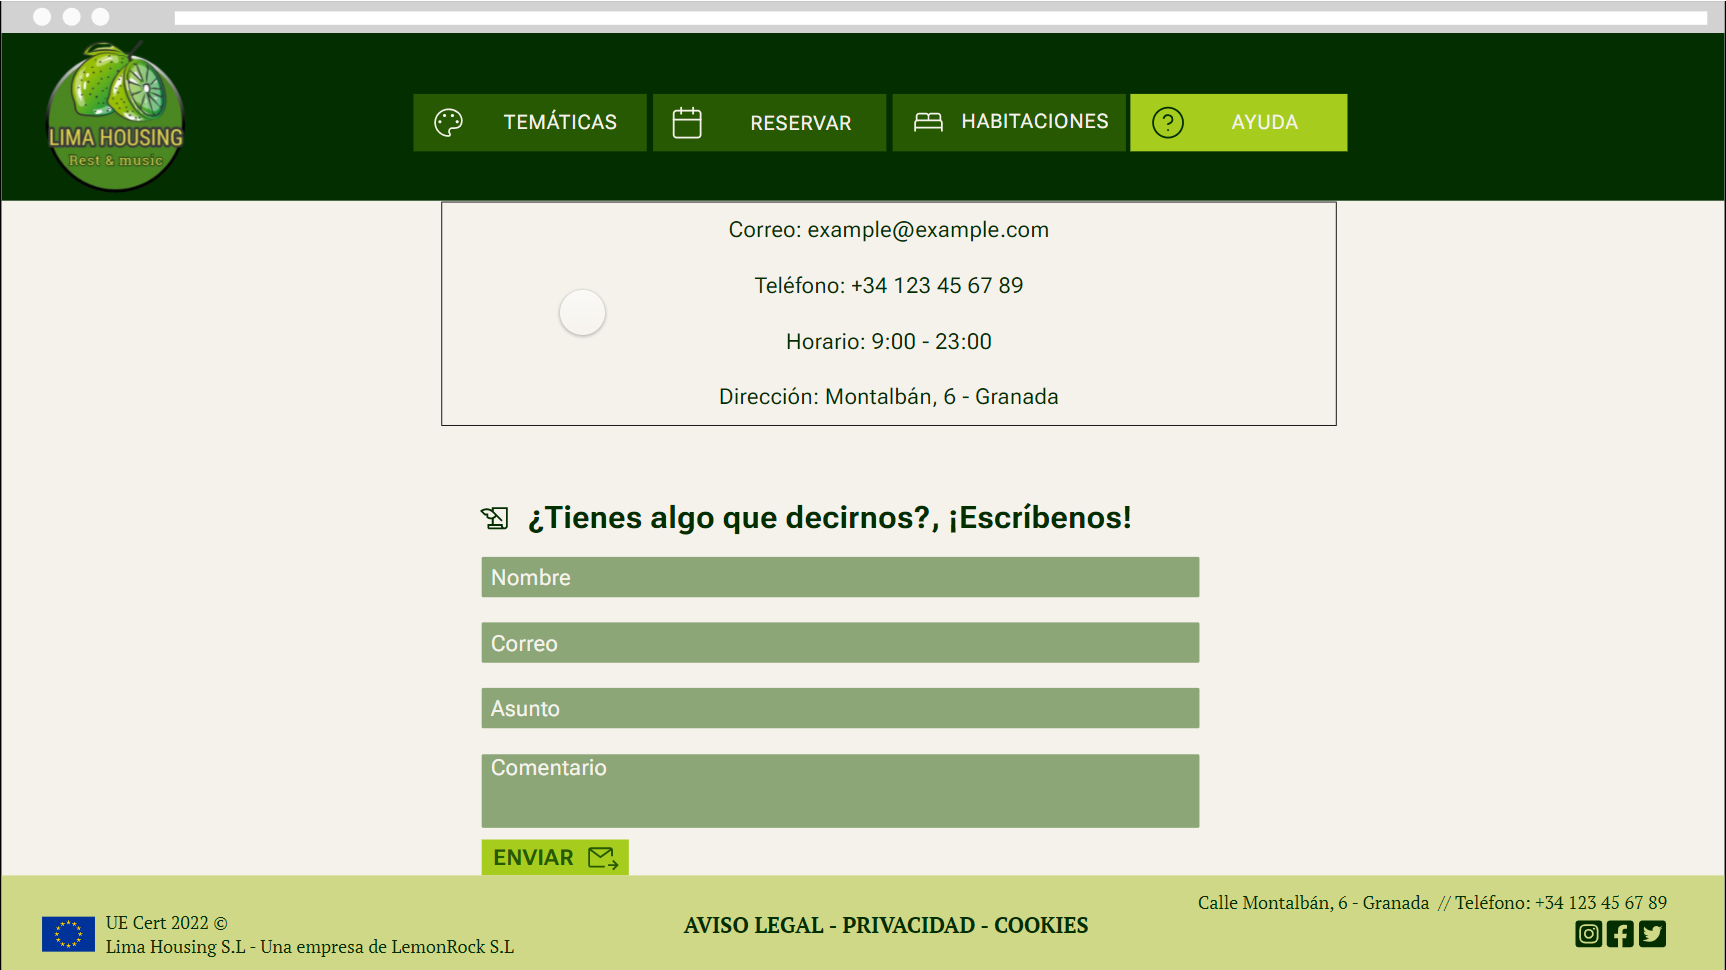 LIMA HOUSING
Rest & music
TEMÁTICAS
RESERVAR
HABITACIONES
AYUDA
Correo: example@example.com
Teléfono: +34 123 45 67 89
Horario: 9:00 - 23:00
Dirección: Montalbán, 6 - Granada
¿Tienes algo que decirnos?, ¡Escríbenos!
Nombre
Correo
Asunto
Comentario
ENVIAR
UE Cert 2022 ©
Lima Housing S.L - Una empresa de LemonRock S.L
AVISO LEGAL - PRIVACIDAD - COOKIES
Calle Montalbán, 6 - Granada // Teléfono: +34 123 45 67 89